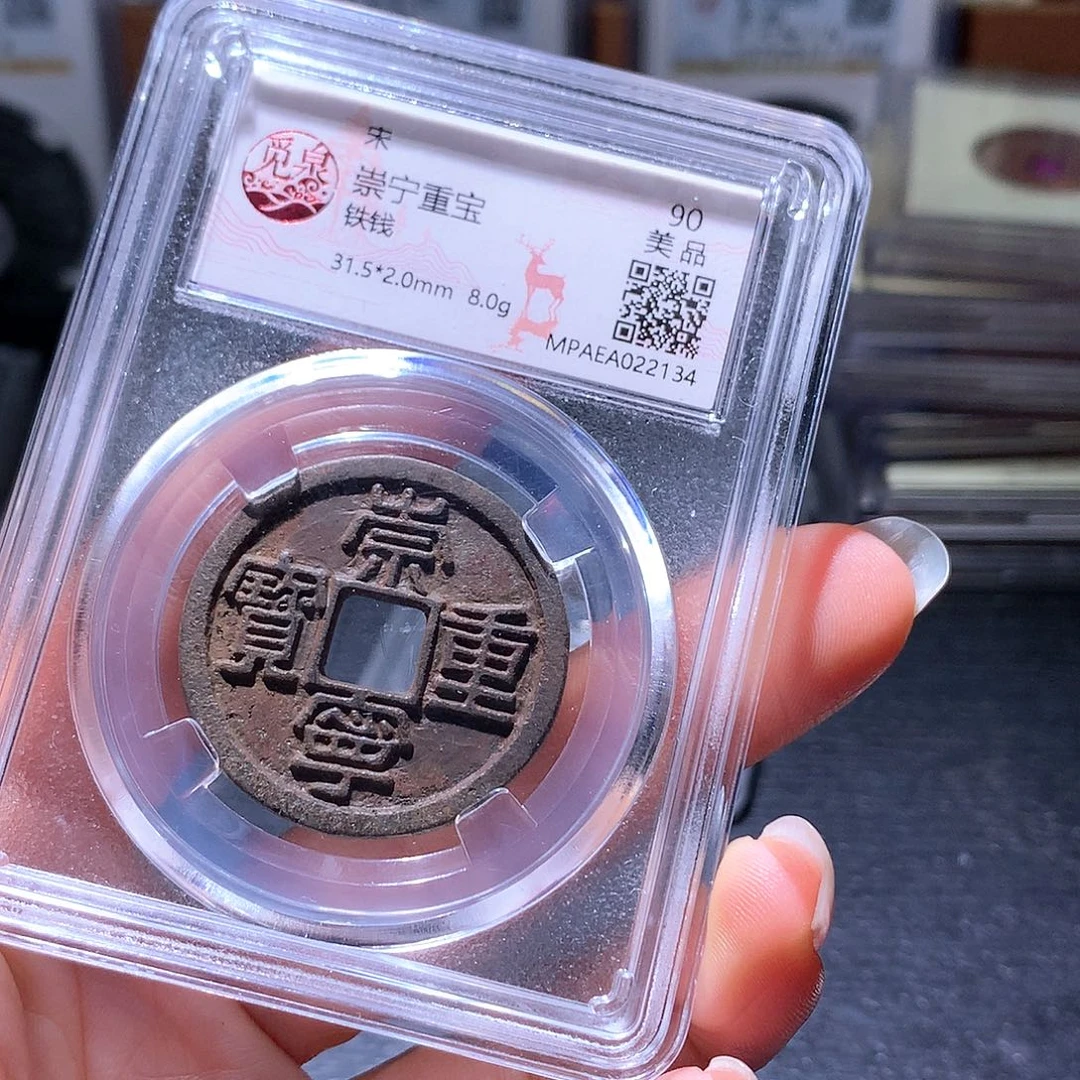 觅泉
宋
崇宁重宝
铁钱
31.5*2.0mm 8.0g
90
美品
MPAEA022134
崇
寶 重
寧